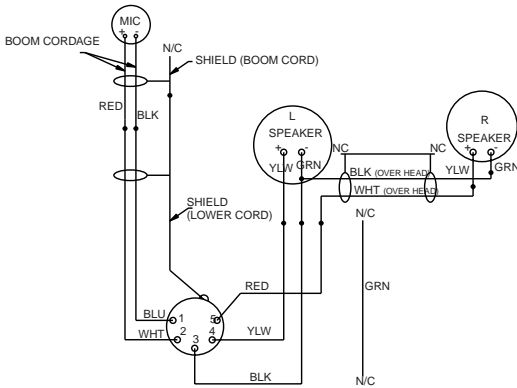 MIC
+ -
BOOM CORDAGE
N/C
SHIELD (BOOM CORD)
RED
BLK
L
SPEAKER
+ -
YLW GRN
R
SPEAKER
+ -
YLW GRN
NC NC
BLK (OVER HEAD)
WHT (OVER HEAD)
SHIELD
(LOWER CORD)
N/C
GRN
N/C
RED
BLU 1
WHT 2
3
4 YLW
5
BLK